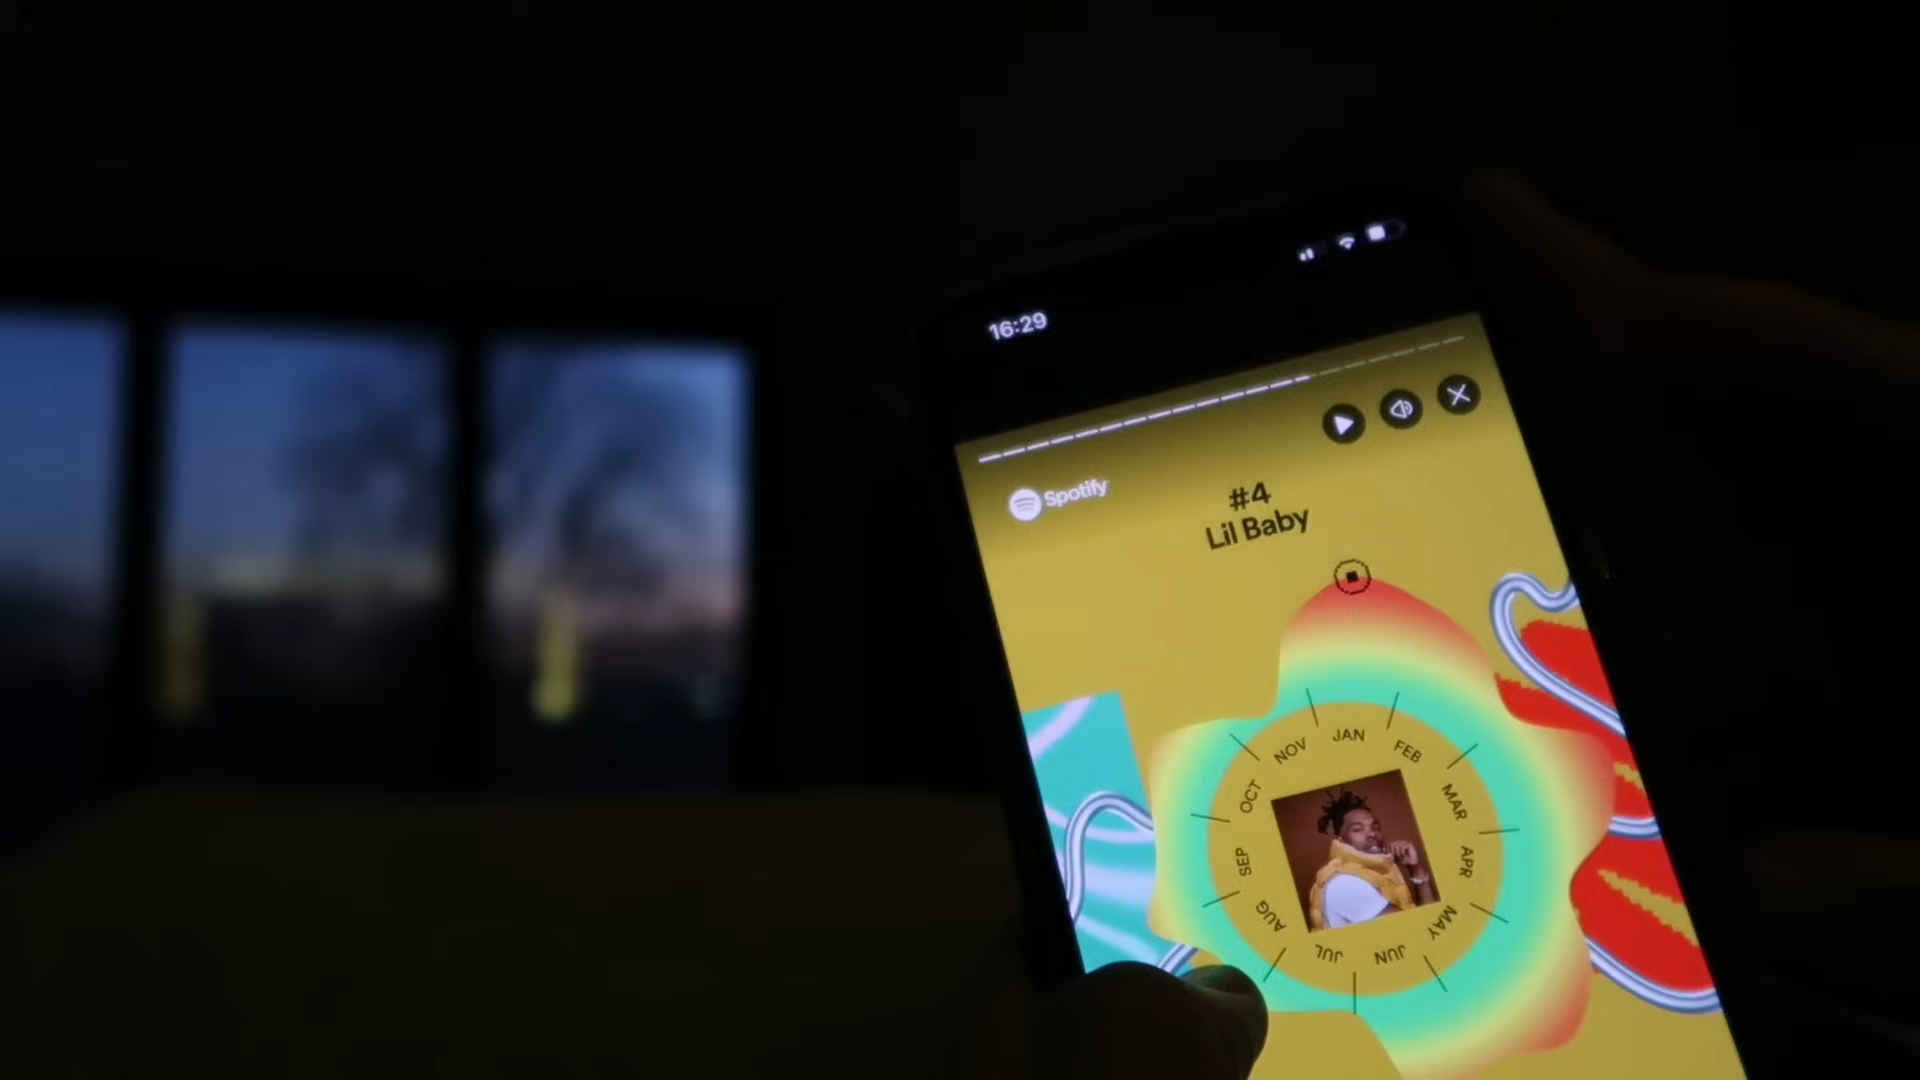 16:29
Spotify
#4
Lil Baby
JAN
FEB
MAR
APR
MAY
JUN
JUL
AUG
SEP
OCT
NOV